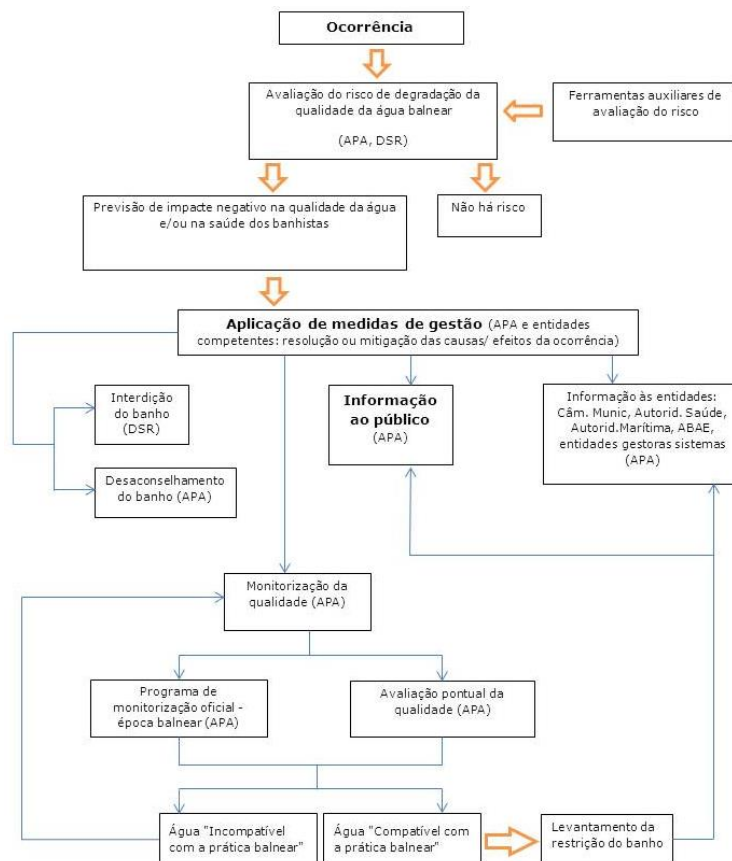 Ocorrência
Avaliação do risco de degradação da
qualidade da água balnear
(APA, DSR)
Ferramentas auxiliares de
avaliação do risco
Previsão de impacte negativo na qualidade da água
e/ou na saúde dos banhistas
Não há risco
Aplicação de medidas de gestão (APA e entidades
competentes: resolução ou mitigação das causas/ efeitos da ocorrência)
Interdição
do banho
(DSR)
Desaconselhamento
do banho (APA)
Informação
ao público
(APA)
Informação às entidades:
Câm. Munic, Autorid. Saúde,
Autorid.Marítima, ABAE,
entidades gestoras sistemas
(APA)
Monitorização da
qualidade (APA)
Programa de
monitorização oficial -
época balnear (APA)
Avaliação pontual da
qualidade (APA)
Água "Incompatível
com a prática balnear"
Água "Compatível com
a prática balnear"
Levantamento da
restrição do banho